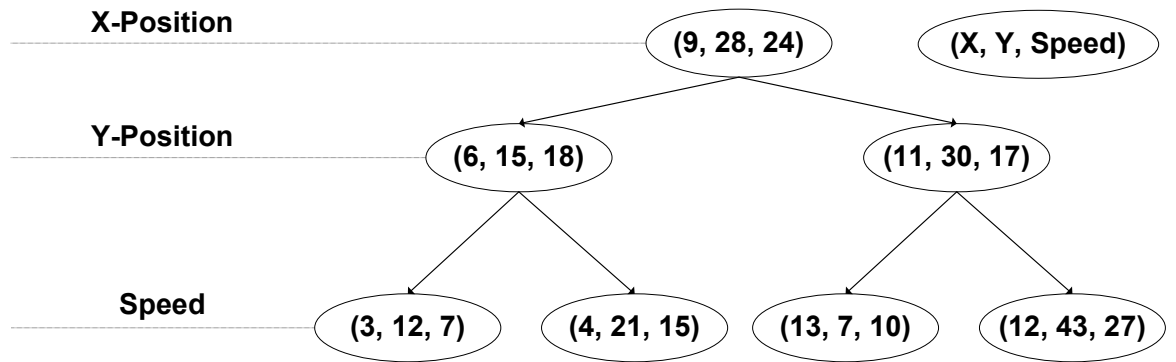 X-Position
(9, 28, 24)
(X, Y, Speed)
Y-Position
(6, 15, 18)
(11, 30, 17)
Speed
(3, 12, 7)
(4, 21, 15)
(13, 7, 10)
(12, 43, 27)